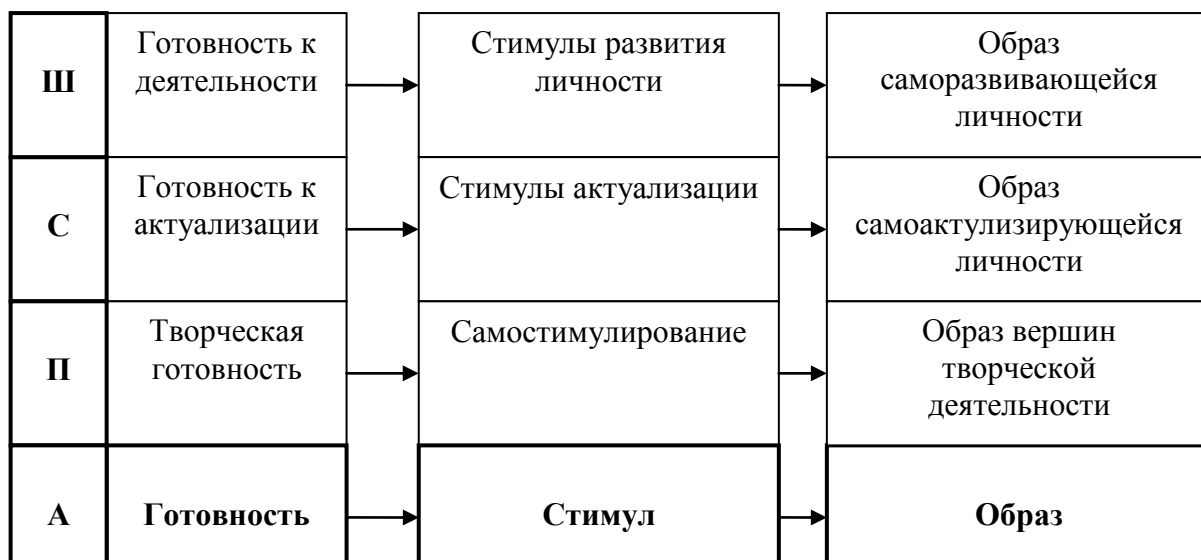 Ш
Готовность к
деятельности
Стимулы развития
личности
Образ
саморазвивающейся
личности
С
Готовность к
актуализации
Стимулы актуализации
Образ
самоактулизирующейся
личности
П
Творческая
готовность
Самостимулирование
Образ вершин
творческой
деятельности
А
Готовность
Стимул
Образ